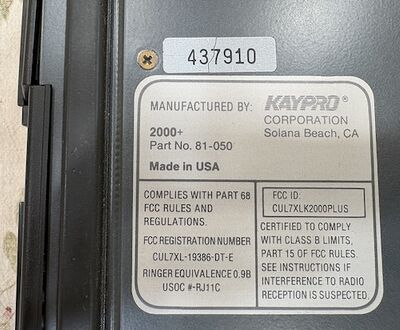 437910
MANUFACTURED BY: KAYPRO®
CORPORATION
2000+ Solana Beach, CA
Part No. 81-050
Made in USA
COMPLIES WITH PART 68
FCC RULES AND
REGULATIONS.
FCC REGISTRATION NUMBER
CUL7XL-19386-DT-E
RINGER EQUIVALENCE 0.9B
USOC #-RJ11C
FCC ID:
CUL7XLK2000PLUS
CERTIFIED TO COMPLY
WITH CLASS B LIMITS,
PART 15 OF FCC RULES.
SEE INSTRUCTIONS IF
INTERFERENCE TO RADIO
RECEPTION IS SUSPECTED.